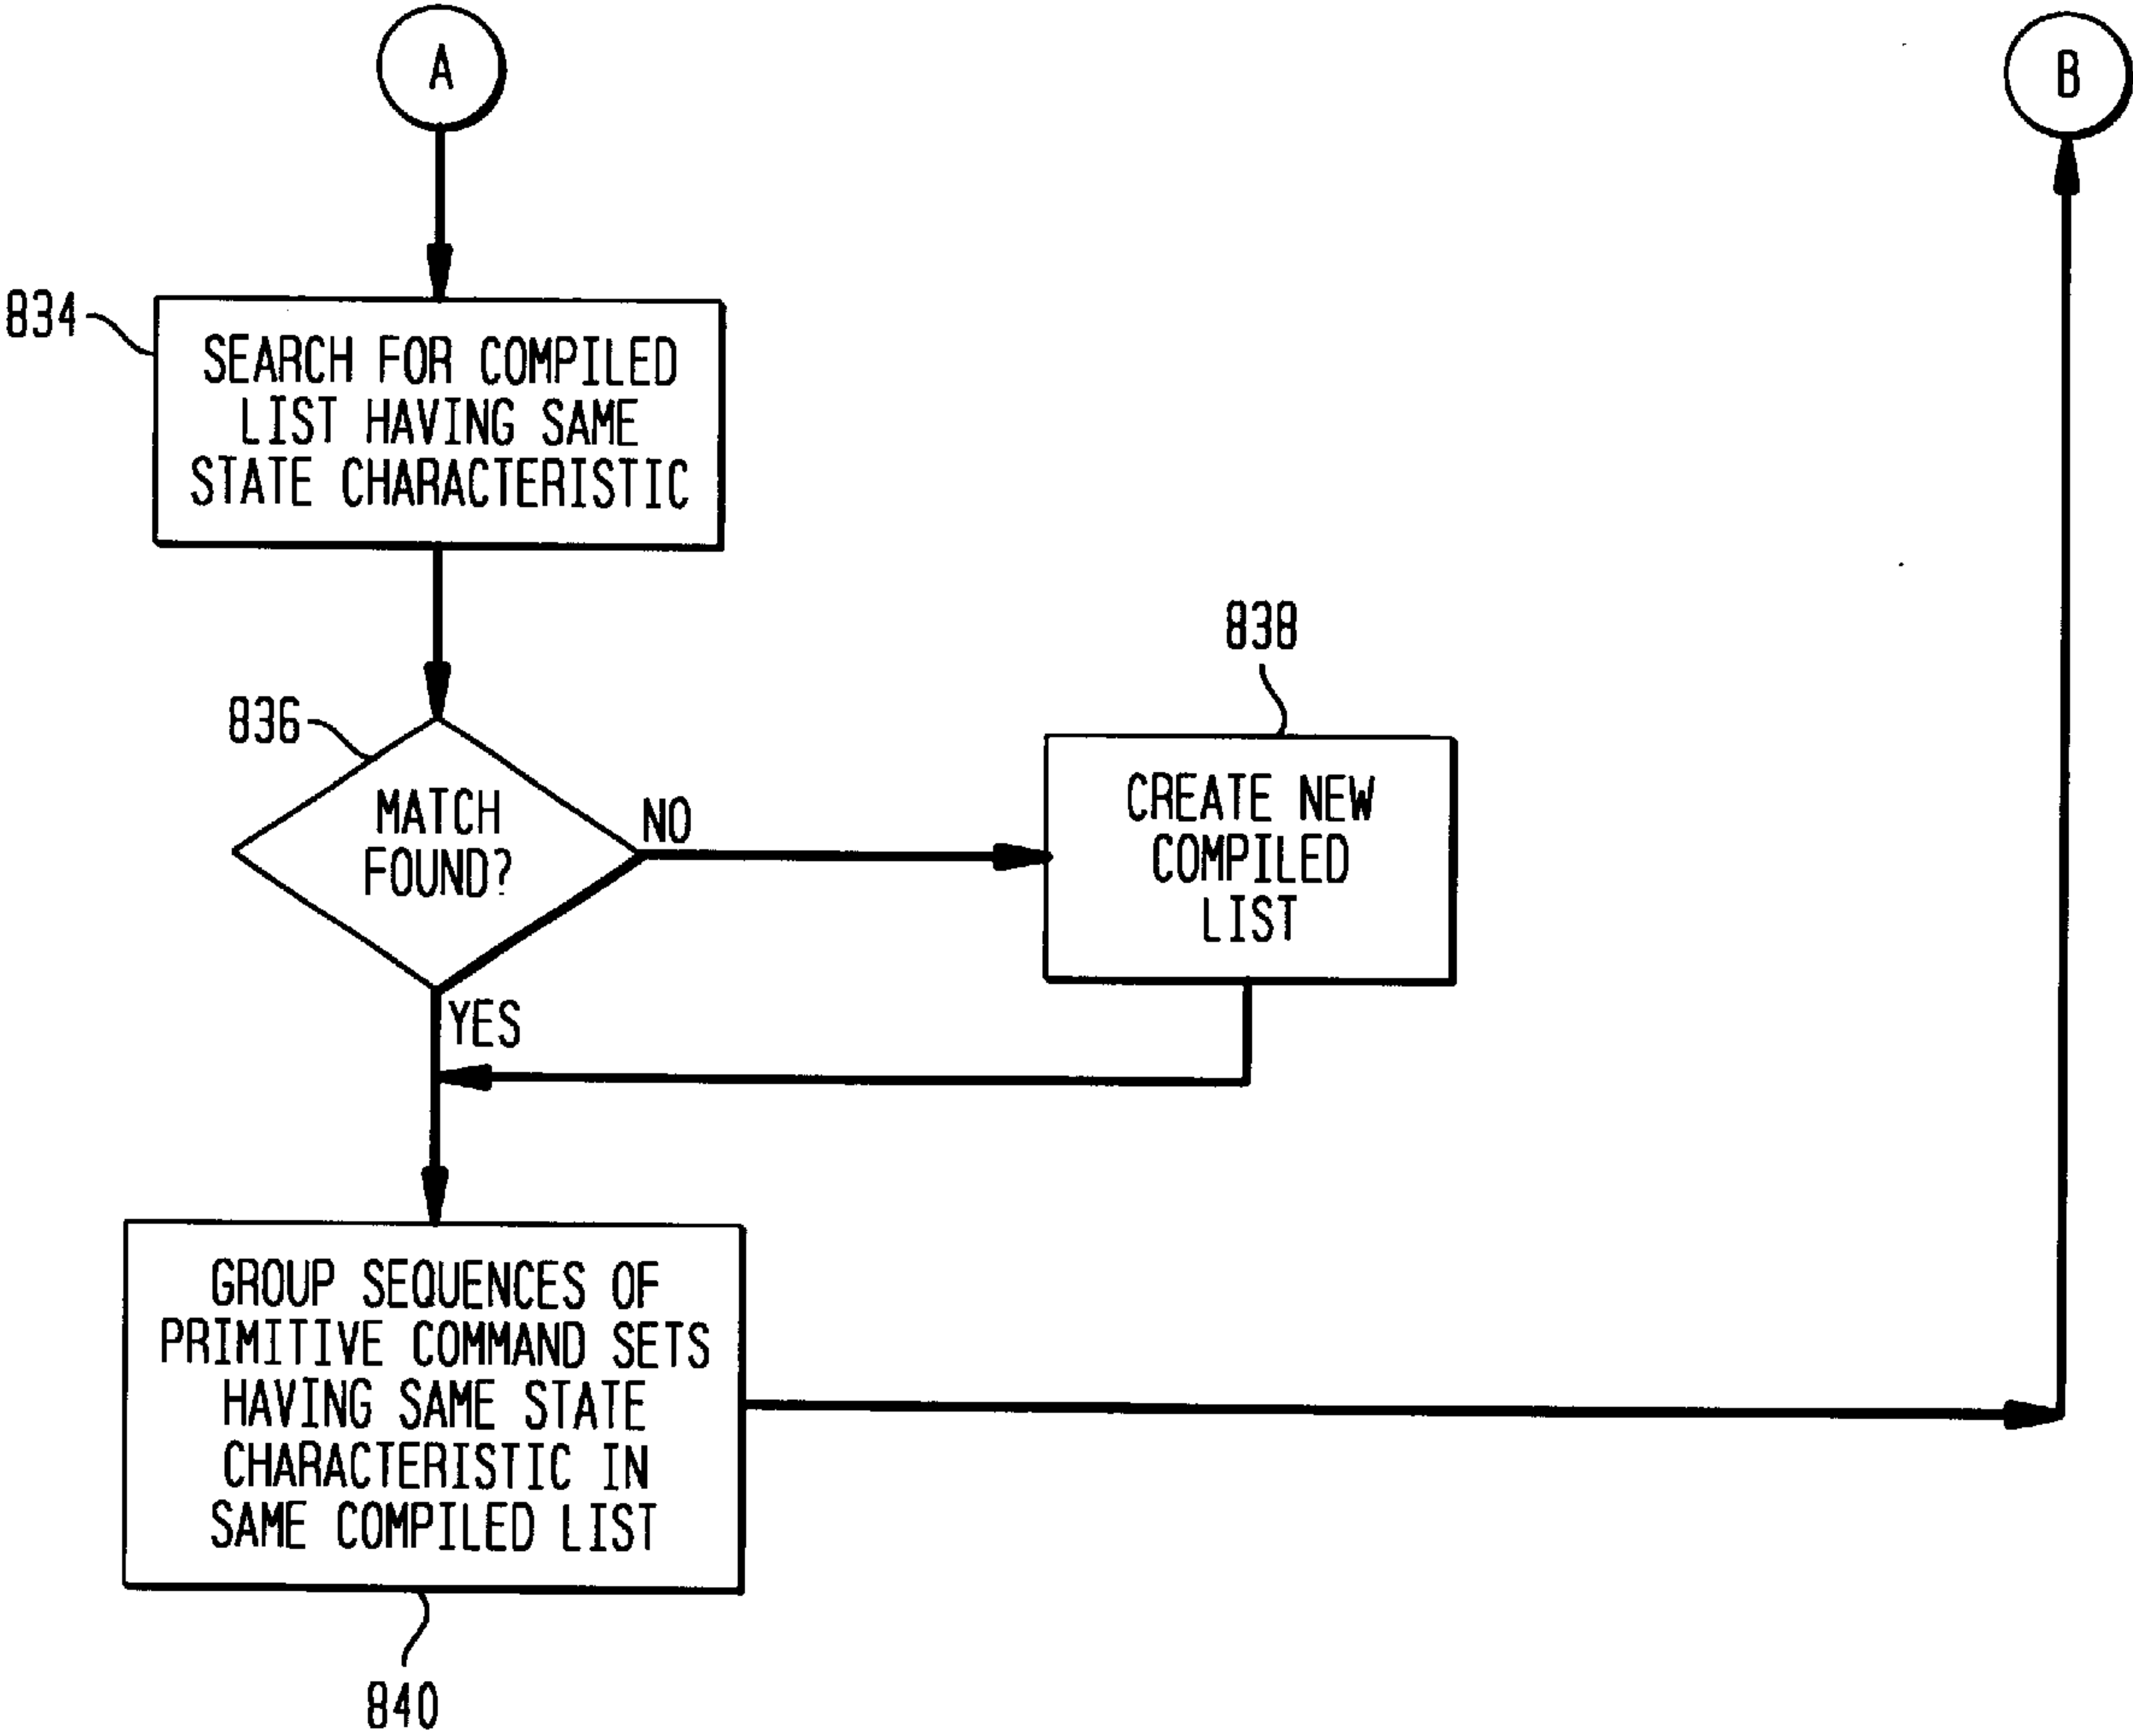 A
B
834
SEARCH FOR COMPILED
LIST HAVING SAME
STATE CHARACTERISTIC
836
MATCH
FOUND?
NO
838
CREATE NEW
COMPILED
LIST
YES
GROUP SEQUENCES OF
PRIMITIVE COMMAND SETS
HAVING SAME STATE
CHARACTERISTIC IN
SAME COMPILED LIST
840